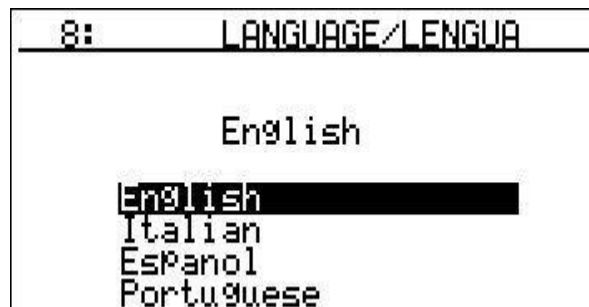 8: LANGUAGE/LENGUA
English
English
Italian
Espanol
Portuguese